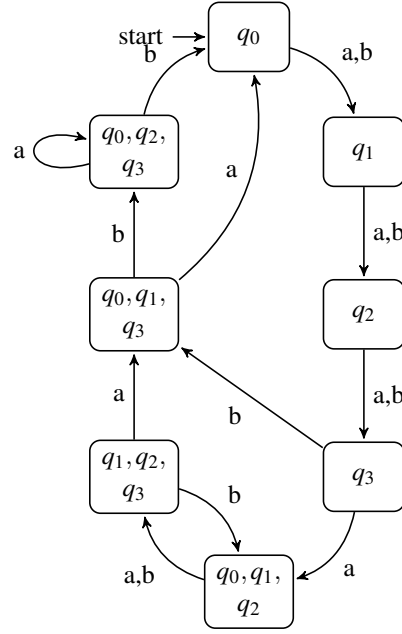 start
q0
b
a,b
q0, q2,
q3
a
q1
a
b
a,b
q0, q1,
q3
q2
a
b
a,b
q1, q2,
q3
q3
b
a,b
a
q0, q1,
q2